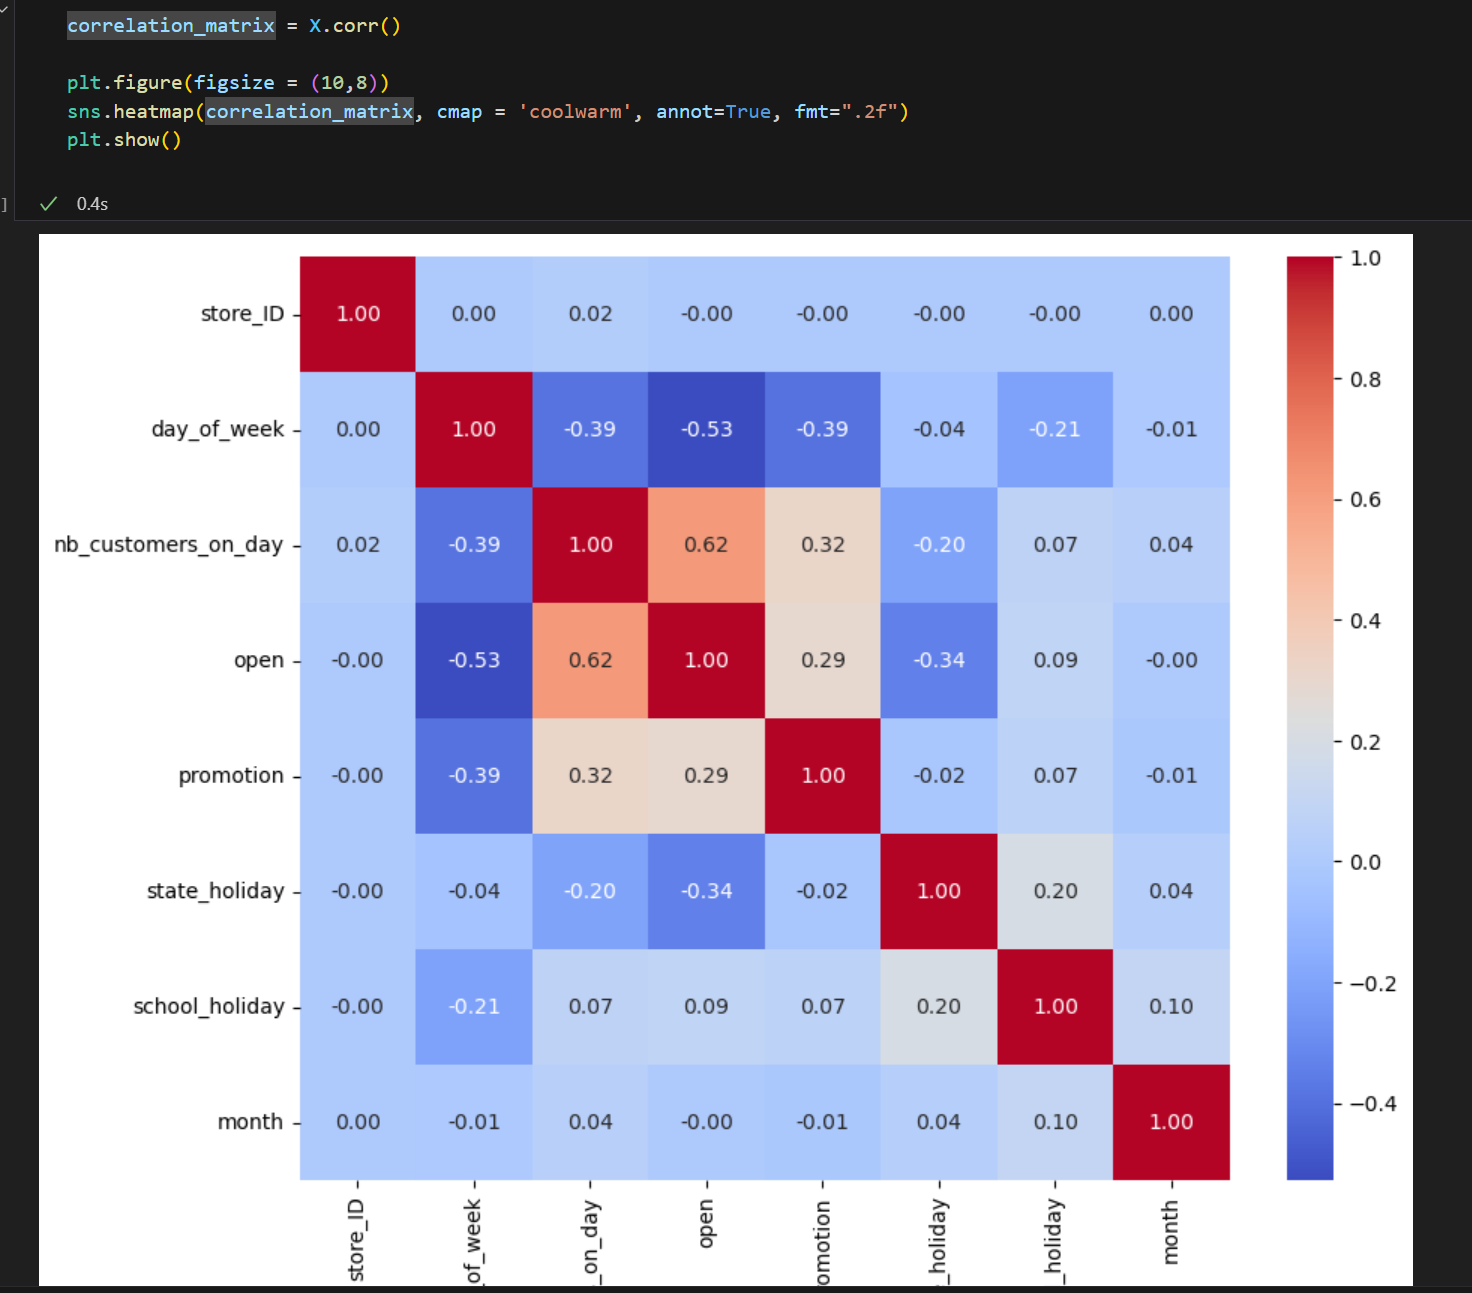 correlation_matrix = X.corr()
plt.figure(figsize = (10,8))
sns.heatmap(correlation_matrix, cmap = 'coolwarm', annot=True, fmt=".2f")
plt.show()
]
0.4s
store_ID 1.00 0.00 0.02 -0.00 -0.00 -0.00 -0.00 0.00
day_of_week 0.00 1.00 -0.39 -0.53 -0.39 -0.04 -0.21 -0.01
nb_customers_on_day 0.02 -0.39 1.00 0.62 0.32 -0.20 0.07 0.04
open -0.00 -0.53 0.62 1.00 0.29 -0.34 0.09 -0.00
promotion -0.00 -0.39 0.32 0.29 1.00 -0.02 0.07 -0.01
state_holiday -0.00 -0.04 -0.20 -0.34 -0.02 1.00 0.20 0.04
school_holiday -0.00 -0.21 0.07 0.09 0.07 0.20 1.00 0.10
month 0.00 -0.01 0.04 -0.00 -0.01 0.04 0.10 1.00
store_ID
_of_week
_on_day
open
omotion
_holiday
_holiday
month
1.0
0.8
0.6
0.4
0.2
0.0
−0.2
−0.4